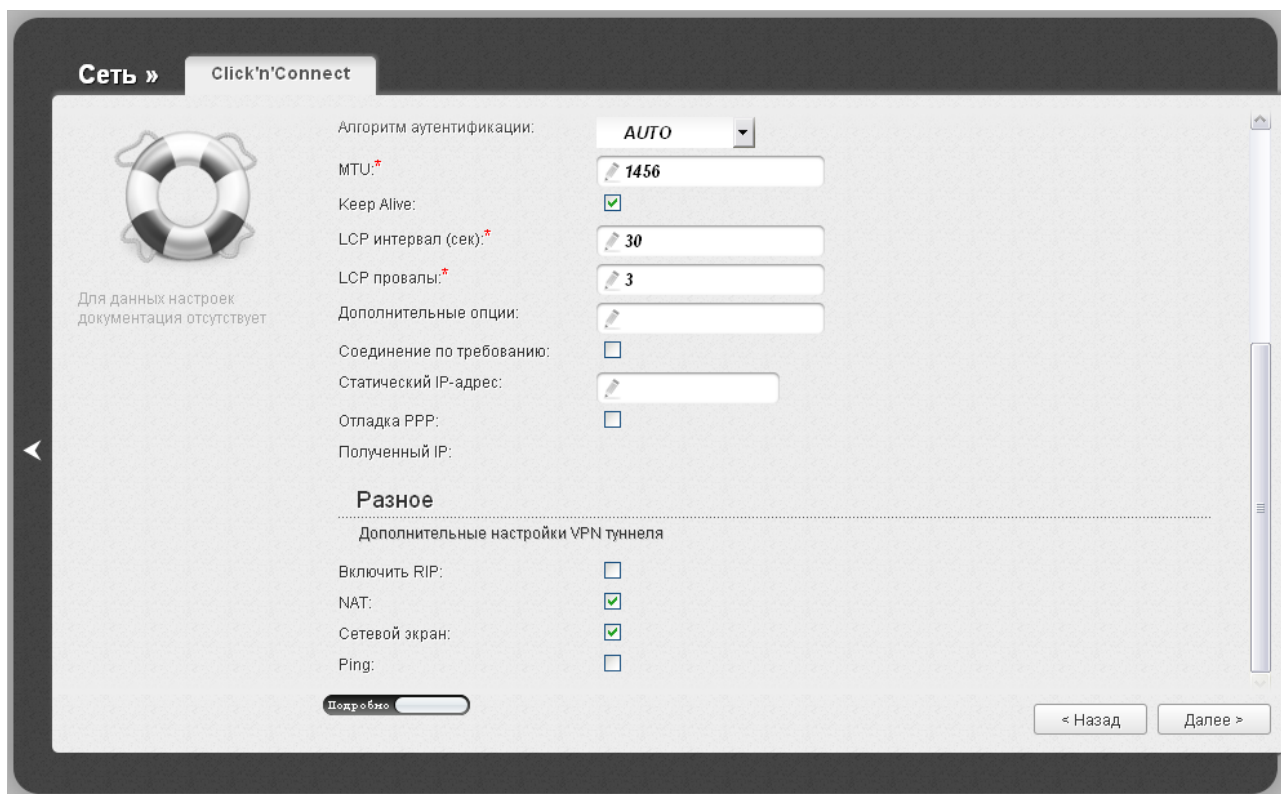 Сеть »
Click'n'Connect
Алгоритм аутентификации:
AUTO
MTU:*
1456
Keep Alive:
LCP интервал (сек):*
30
LCP провалы:*
3
Для данных настроек
документация отсутствует
Дополнительные опции:
Соединение по требованию:
Статический IP-адрес:
Отладка PPP:
Полученный IP:
Разное
Дополнительные настройки VPN туннеля
Включить RIP:
NAT:
Сетевой экран:
Ping:
Подробно
< Назад
Далее >